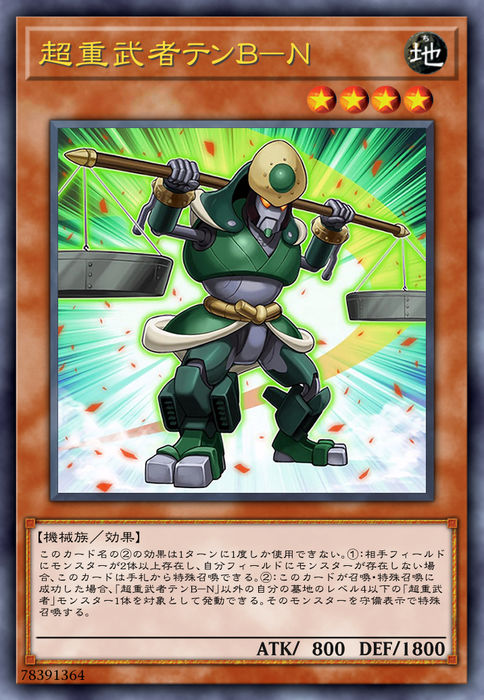 超重武者テンB－N
ち
地
【機械族／効果】
このカード名の②の効果は1ターンに1度しか使用できない。①：相手フィールド
にモンスターが2体以上存在し、自分フィールドにモンスターが存在しない場
合、このカードは手札から特殊召喚できる。②：このカードが召喚・特殊召喚に
成功した場合、「超重武者テンB－N」以外の自分の墓地のレベル4以下の「超重武
者」モンスター1体を対象として発動できる。そのモンスターを守備表示で特殊
召喚する。
ATK/ 800 DEF/1800
78391364